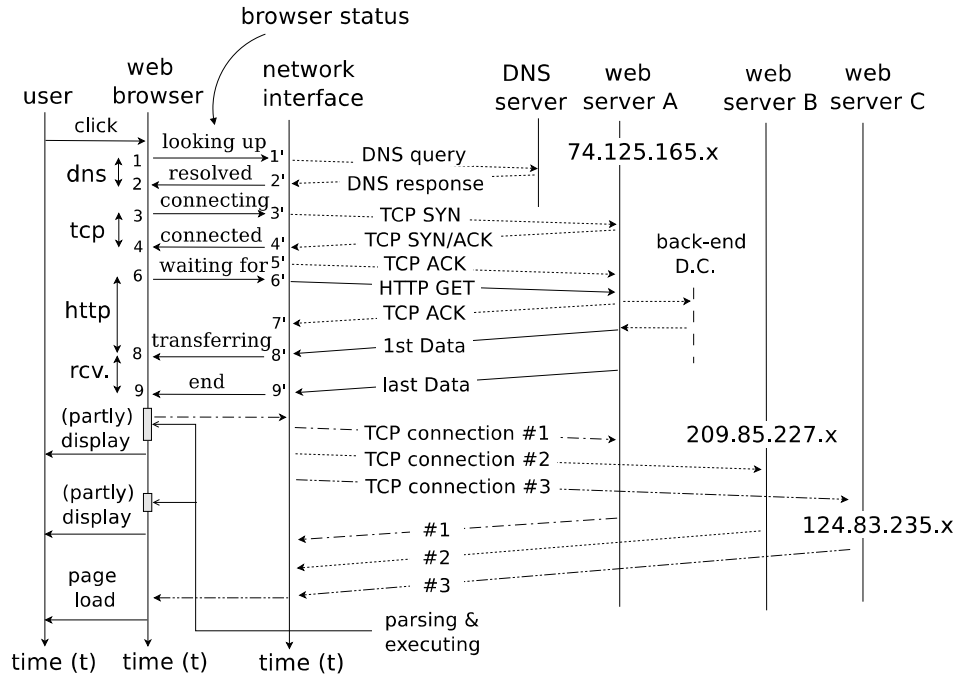 browser status
user
web
browser
network
interface
DNS
server
web
server A
web
server B
web
server C
click
looking up
1
1'
DNS query
74.125.165.x
dns
2
resolved
2'
DNS response
connecting
3
3'
TCP SYN
tcp
4
connected
4'
TCP SYN/ACK
back-end
D.C.
5'
TCP ACK
waiting for
6
6'
HTTP GET
http
7'
TCP ACK
transferring
8
8'
1st Data
rcv.
end
9
9'
last Data
(partly)
display
TCP connection #1
209.85.227.x
TCP connection #2
TCP connection #3
(partly)
display
124.83.235.x
#1
#2
#3
page
load
parsing &
executing
time (t)
time (t)
time (t)